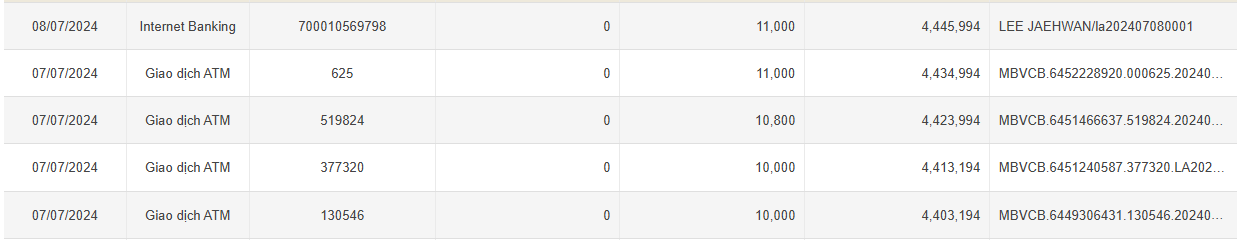 08/07/2024 Internet Banking 700010569798 0 11,000 4,445,994 LEE JAEHWAN/la202407080001
07/07/2024 Giao dịch ATM 625 0 11,000 4,434,994 MBVCB.6452228920.000625.20240...
07/07/2024 Giao dịch ATM 519824 0 10,800 4,423,994 MBVCB.6451466637.519824.20240...
07/07/2024 Giao dịch ATM 377320 0 10,000 4,413,194 MBVCB.6451240587.377320.LA202...
07/07/2024 Giao dịch ATM 130546 0 10,000 4,403,194 MBVCB.6449306431.130546.20240...